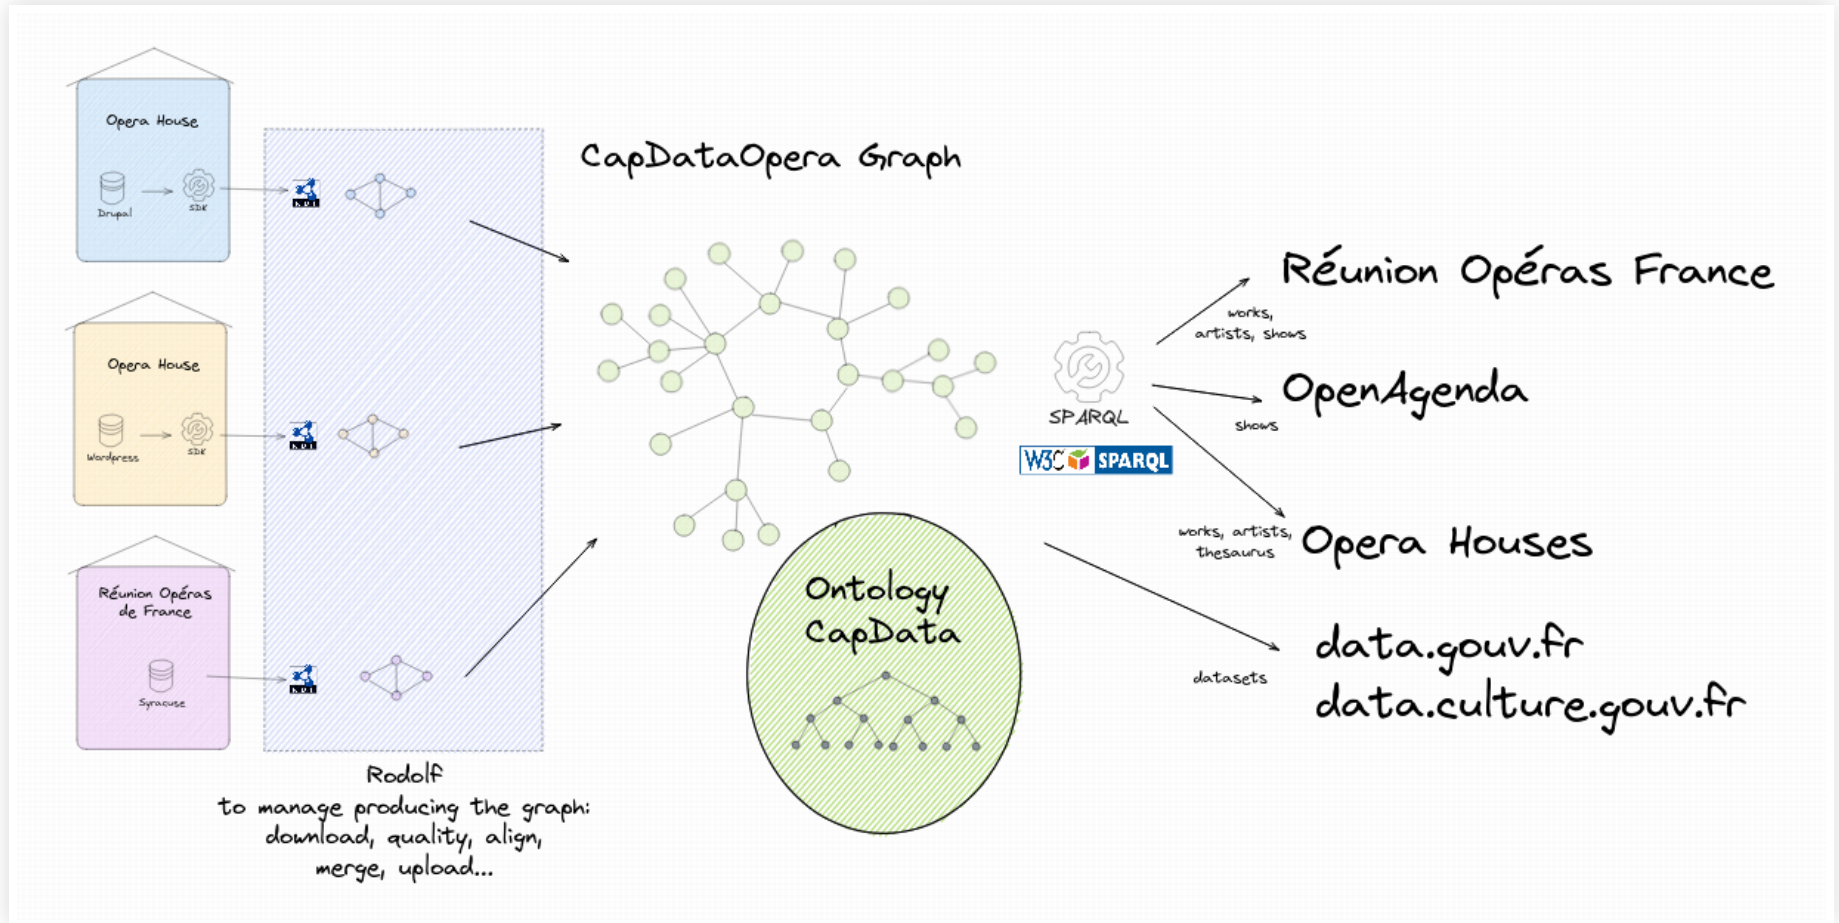 Opera House
Drupal
SDK
Opera House
Wordpress
SDK
Réunion Opéras
de France
Syracuse
Rodolf
to manage producing the graph:
download, quality, align,
merge, upload...
CapDataOpera Graph
Ontology
CapData
SPARQL
W3C SPARQL
works,
artists, shows
Réunion Opéras France
shows
OpenAgenda
works, artists,
thesaurus
Opera Houses
datasets
data.gouv.fr
data.culture.gouv.fr